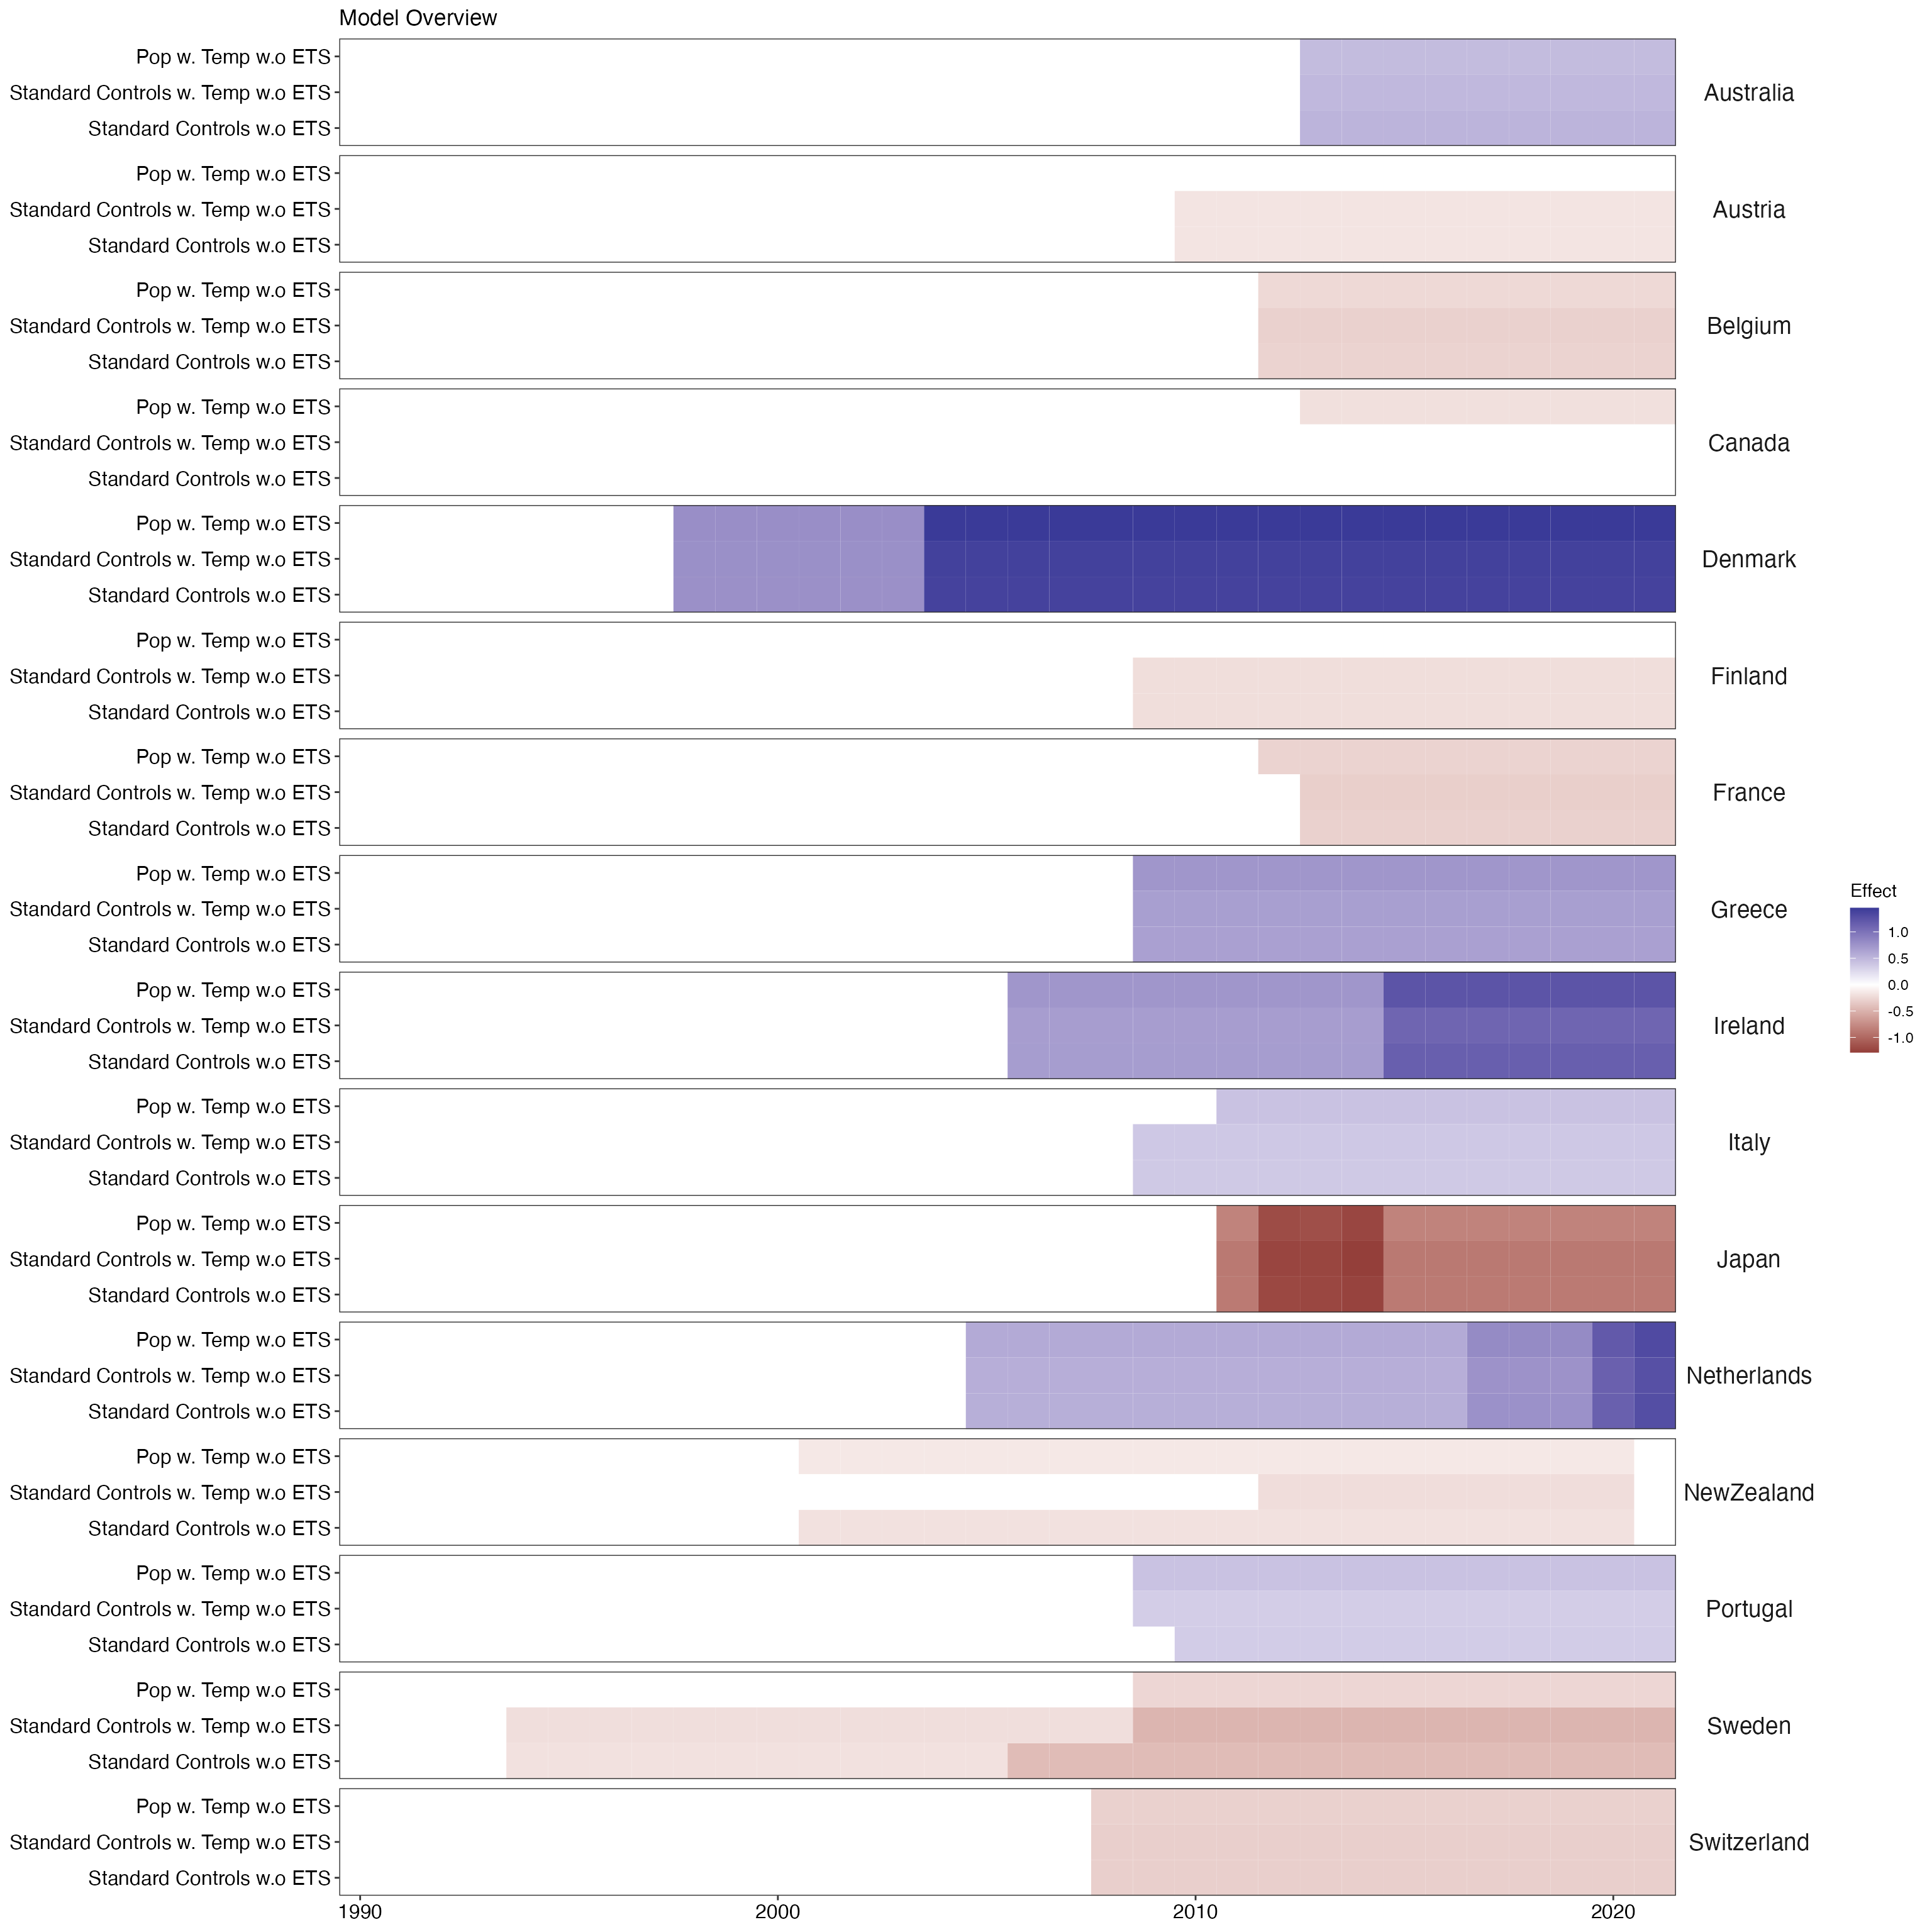 Model Overview
Pop w. Temp w.o ETS
Standard Controls w. Temp w.o ETS
Standard Controls w.o ETS
Australia
Pop w. Temp w.o ETS
Standard Controls w. Temp w.o ETS
Standard Controls w.o ETS
Austria
Pop w. Temp w.o ETS
Standard Controls w. Temp w.o ETS
Standard Controls w.o ETS
Belgium
Pop w. Temp w.o ETS
Standard Controls w. Temp w.o ETS
Standard Controls w.o ETS
Canada
Pop w. Temp w.o ETS
Standard Controls w. Temp w.o ETS
Standard Controls w.o ETS
Denmark
Pop w. Temp w.o ETS
Standard Controls w. Temp w.o ETS
Standard Controls w.o ETS
Finland
Pop w. Temp w.o ETS
Standard Controls w. Temp w.o ETS
Standard Controls w.o ETS
France
Pop w. Temp w.o ETS
Standard Controls w. Temp w.o ETS
Standard Controls w.o ETS
Greece
Pop w. Temp w.o ETS
Standard Controls w. Temp w.o ETS
Standard Controls w.o ETS
Ireland
Pop w. Temp w.o ETS
Standard Controls w. Temp w.o ETS
Standard Controls w.o ETS
Italy
Pop w. Temp w.o ETS
Standard Controls w. Temp w.o ETS
Standard Controls w.o ETS
Japan
Pop w. Temp w.o ETS
Standard Controls w. Temp w.o ETS
Standard Controls w.o ETS
Netherlands
Pop w. Temp w.o ETS
Standard Controls w. Temp w.o ETS
Standard Controls w.o ETS
NewZealand
Pop w. Temp w.o ETS
Standard Controls w. Temp w.o ETS
Standard Controls w.o ETS
Portugal
Pop w. Temp w.o ETS
Standard Controls w. Temp w.o ETS
Standard Controls w.o ETS
Sweden
Pop w. Temp w.o ETS
Standard Controls w. Temp w.o ETS
Standard Controls w.o ETS
Switzerland
1990
2000
2010
2020
Effect
1.0
0.5
0.0
-0.5
-1.0